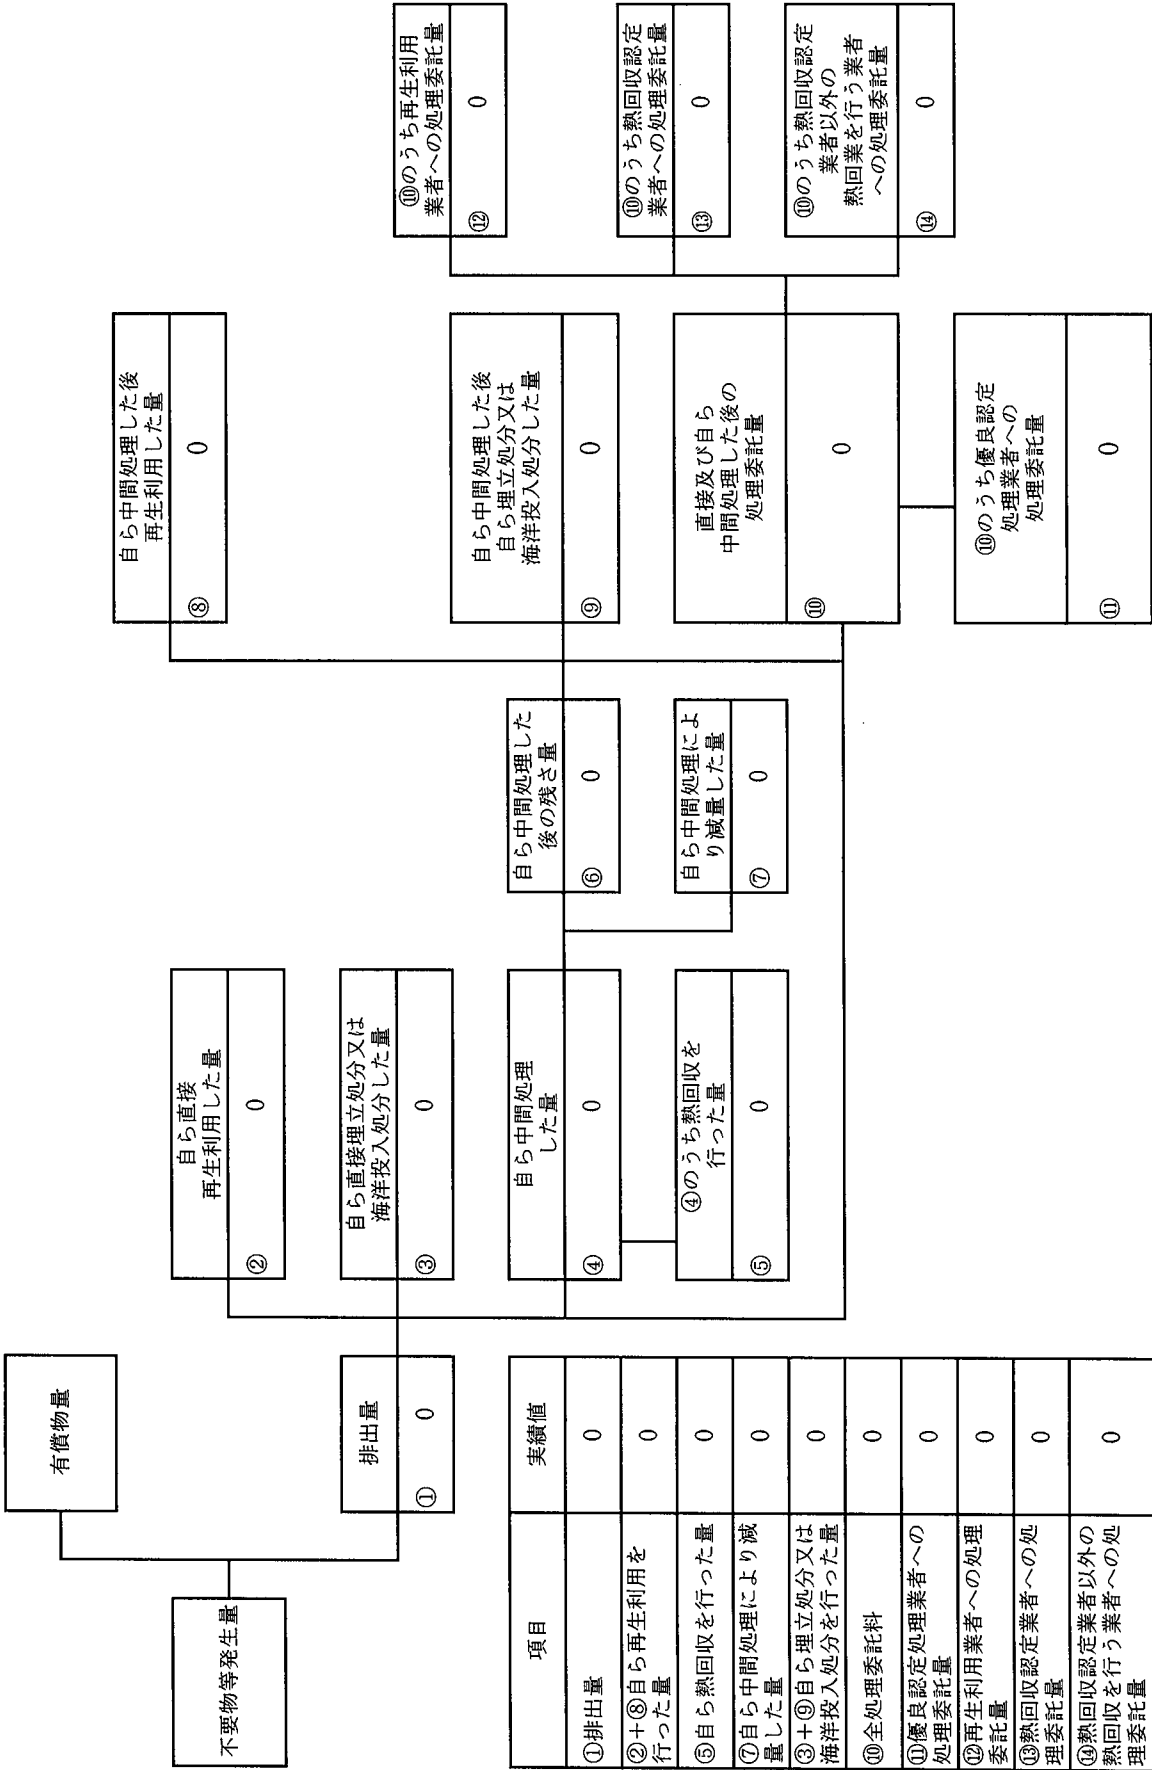 不要物等発生量
有償物量
排出量
① 0
自ら直接
再生利用した量
② 0
自ら直接埋立処分又は
海洋投入処分した量
③ 0
自ら中間処理
した量
④ 0
④のうち熱回収を
行った量
⑤ 0
自ら中間処理した
後の残さ量
⑥ 0
自ら中間処理によ
り減量した量
⑦ 0
自ら中間処理した後
再生利用した量
⑧ 0
自ら中間処理した後
自ら埋立処分又は
海洋投入処分した量
⑨ 0
直接及び自ら
中間処理した後の
処理委託量
⑩ 0
⑩のうち優良認定
処理業者への
処理委託量
⑪ 0
⑩のうち再生利用
業者への処理委託量
⑫ 0
⑩のうち熱回収認定
業者への処理委託量
⑬ 0
⑩のうち熱回収認定
業者以外の
熱回業を行う業者
への処理委託量
⑭ 0
項目 実績値
①排出量 0
②+⑧自ら再生利用を
行った量 0
⑤自ら熱回収を行った量 0
⑦自ら中間処理により減
量した量 0
③+⑨自ら埋立処分又は
海洋投入処分を行った量 0
⑩全処理委託料 0
⑪優良認定処理業者への
処理委託量 0
⑫再生利用業者への処理
委託量 0
⑬熱回収認定業者への処
理委託量 0
⑭熱回収認定業者以外の
熱回収を行う業者への処
理委託量 0